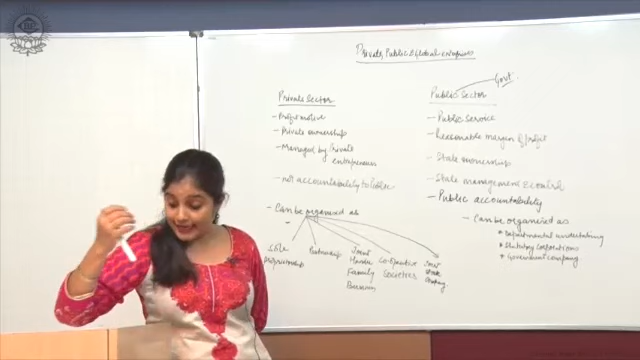 Private, Public & Global enterprises
Govt.
Private Sector
- Profit motive
- Private ownership
- Managed by Private
entrepreneurs
- not accountability to Public
- Can be organised as
Sole
Proprietorship
Partnership
Joint
Hindu
Family
Business
Co-operative
Societies
Joint
stock
company
Public Sector
- Public service
- Reasonable margin of profit
- State ownership
- State management & control
- Public accountability
- Can be organised as
* Departmental undertaking
* Statutory corporations
* Government company